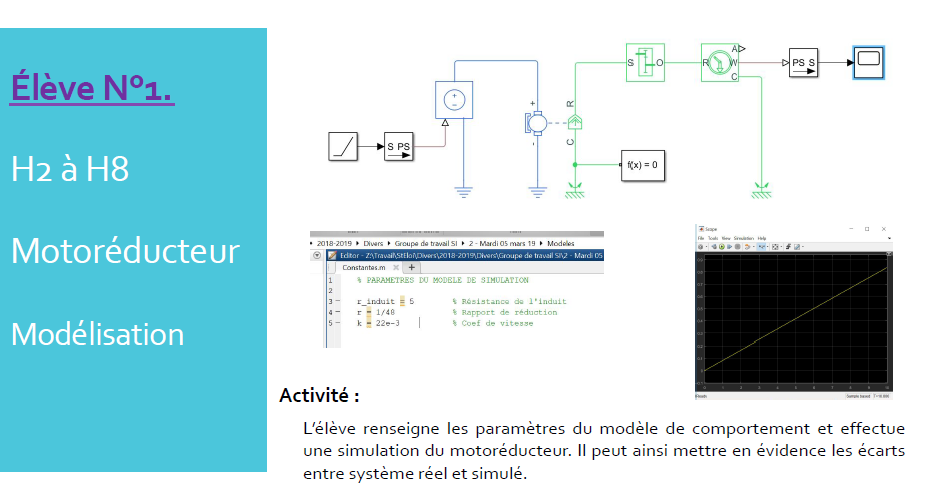 Élève N°1.
H2 à H8
Motoréducteur
Modélisation
S PS
+
-
R
C
f(x) = 0
S O
R
A
W
C
PS S
2018-2019 Divers Groupe de travail SI 2 - Mardi 05 mars 19 Modeles
Editor - Z:\Travail\StEloi\Divers\2018-2019\Divers\Groupe de travail SI\2 - Mardi 05
Constantes.m
1 % PARAMETRES DU MODELE DE SIMULATION
2
3 r_induit = 5 % Résistance de l'induit
4 r = 1/48 % Rapport de réduction
5 k = 22e-3 % Coef de vitesse
Scope
File Tools View Simulation Help
Ready Sample based T=10.000
Activité :
L'élève renseigne les paramètres du modèle de comportement et effectue
une simulation du motoréducteur. Il peut ainsi mettre en évidence les écarts
entre système réel et simulé.